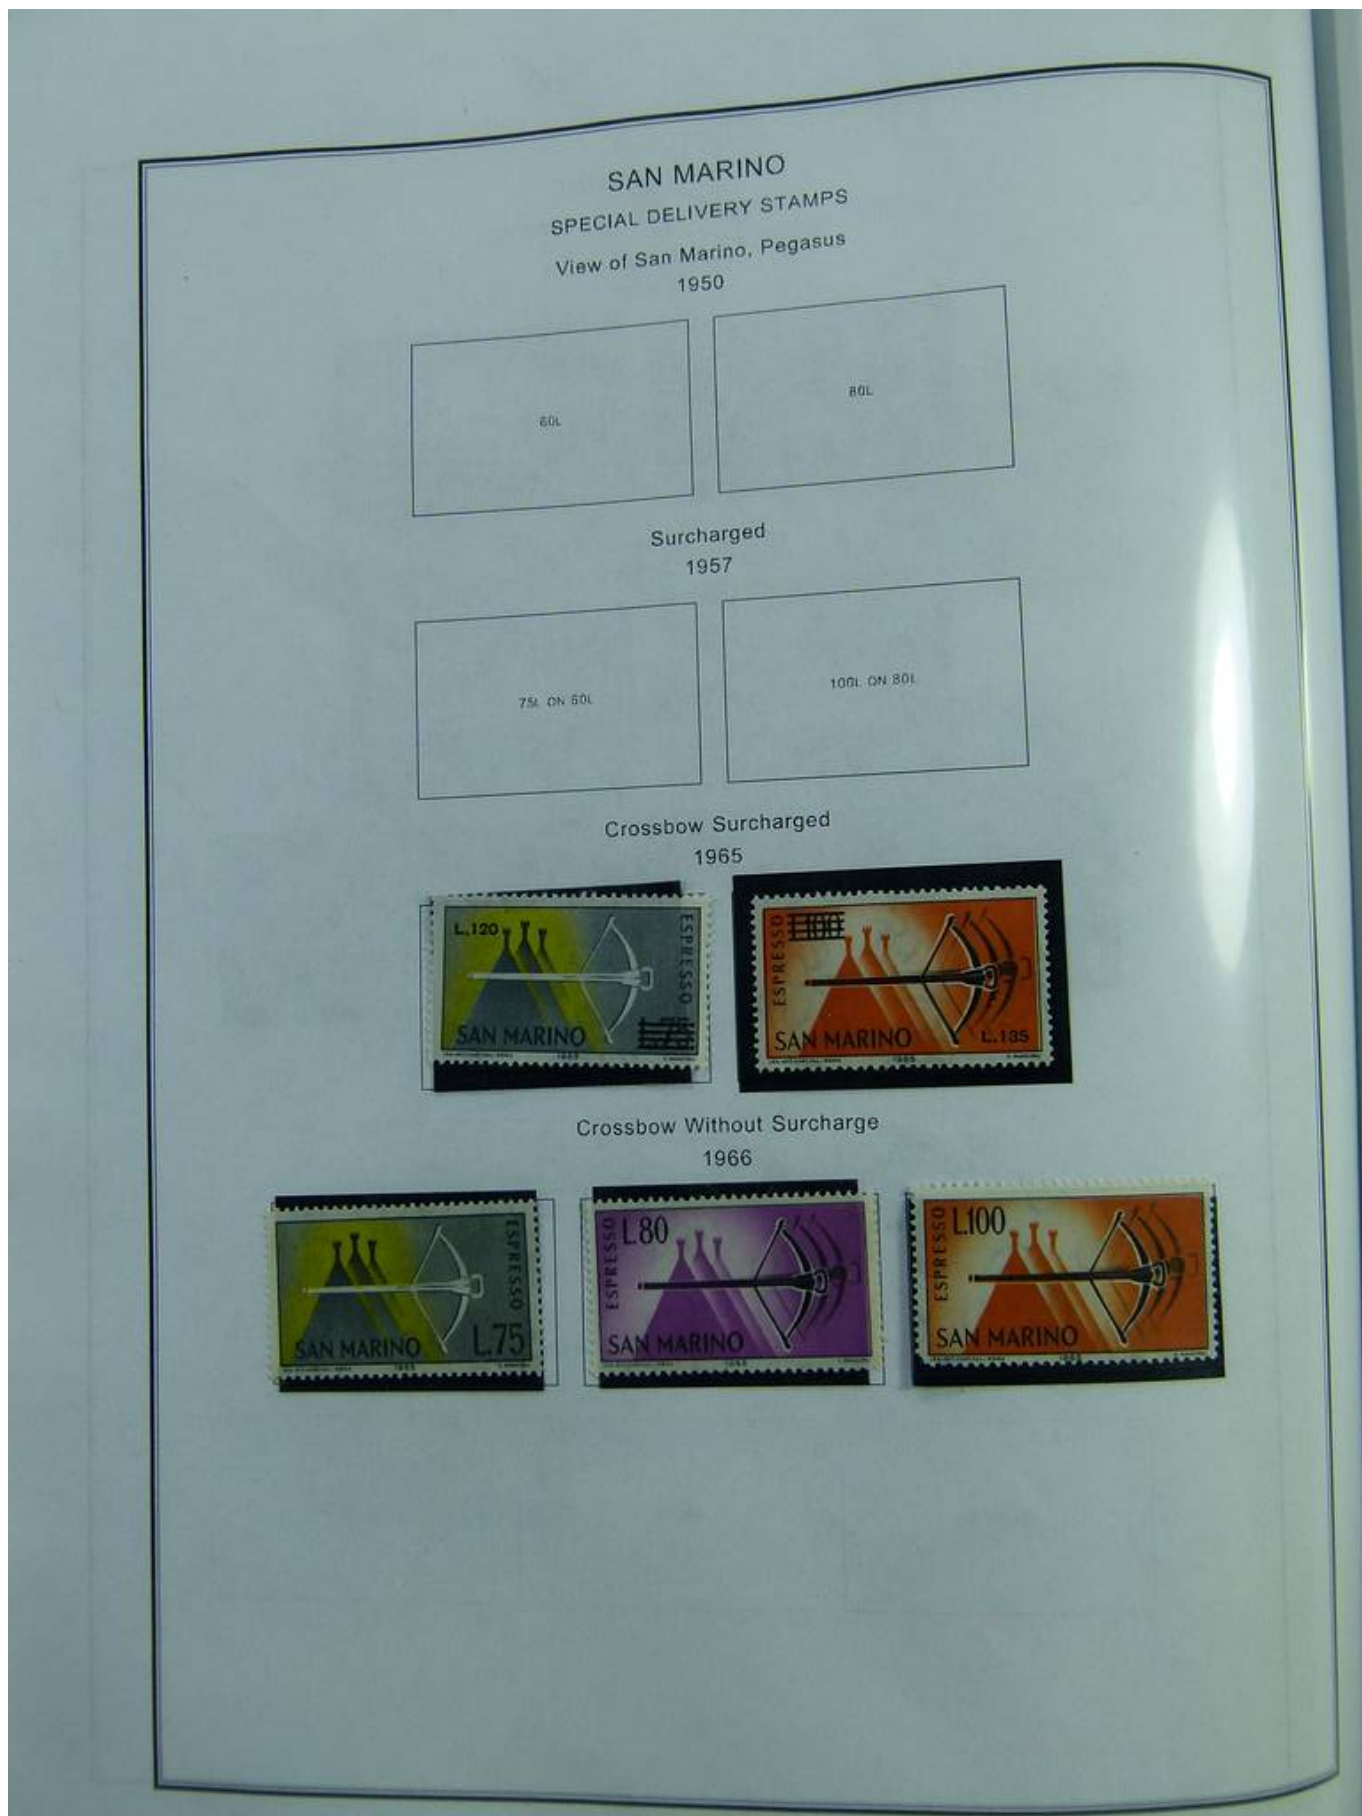 SAN MARINO
SPECIAL DELIVERY STAMPS
View of San Marino, Pegasus
1950
60L
80L
Surcharged
1957
75L ON 60L
100L ON 80L
Crossbow Surcharged
1965
L.120
ESPRESSO
SAN MARINO
L.75
ESPRESSO
L.100
SAN MARINO
L.135
Crossbow Without Surcharge
1966
ESPRESSO
SAN MARINO
L.75
ESPRESSO
L.80
SAN MARINO
ESPRESSO
L.100
SAN MARINO